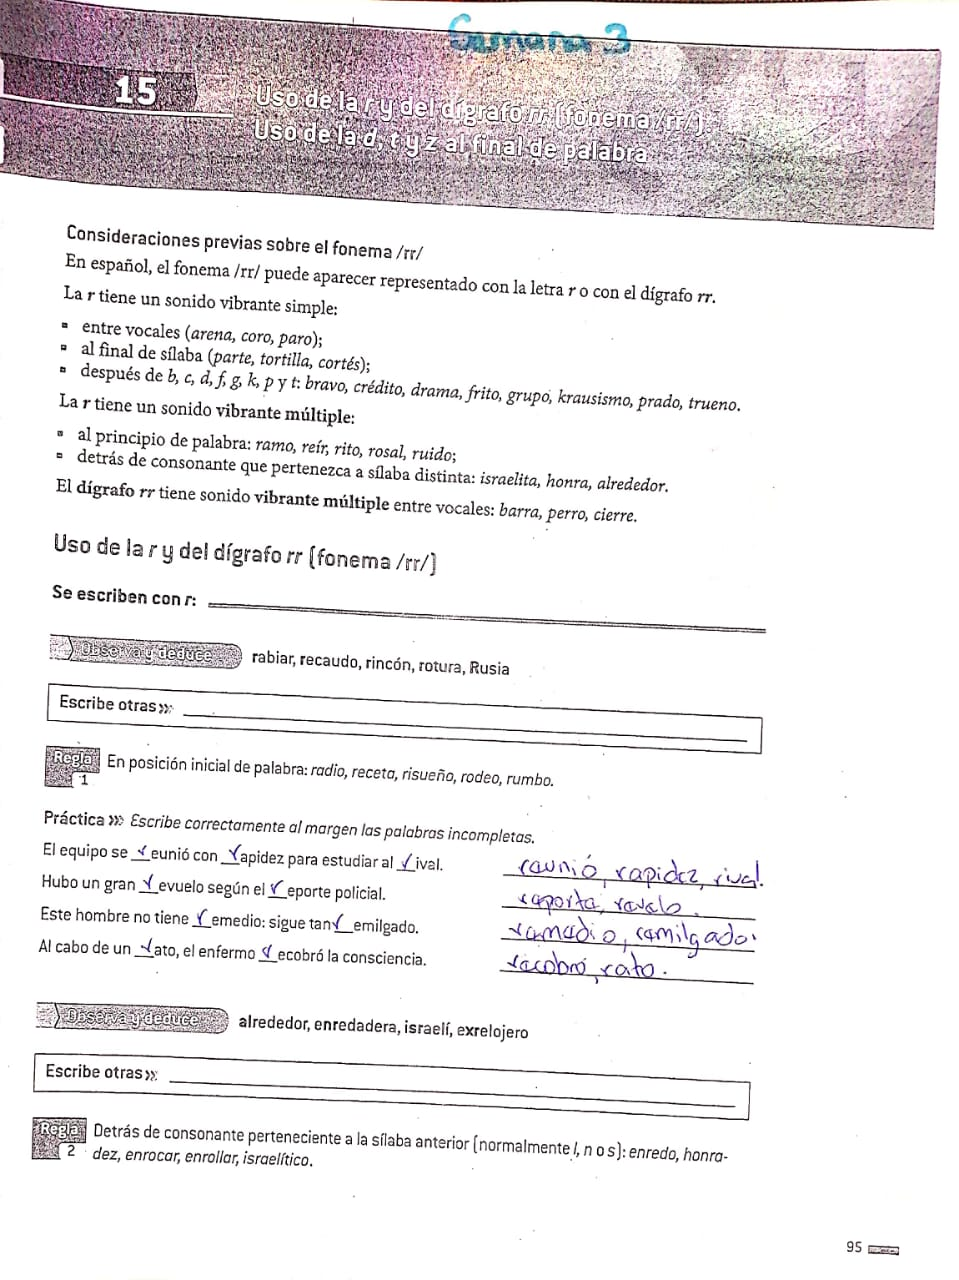 Semana 3
15
Uso de la r y del dígrafo rr (fonema /rr/).
Uso de la d, t y z al final de palabra
Consideraciones previas sobre el fonema /rr/
En español, el fonema /rr/ puede aparecer representado con la letra r o con el dígrafo rr.
La r tiene un sonido vibrante simple:
▪ entre vocales (arena, coro, paro);
▪ al final de sílaba (parte, tortilla, cortés);
▪ después de b, c, d, f, g, k, p y t: bravo, crédito, drama, frito, grupo, krausismo, prado, trueno.
La r tiene un sonido vibrante múltiple:
▪ al principio de palabra: ramo, reír, rito, rosal, ruido;
▪ detrás de consonante que pertenezca a sílaba distinta: israelita, honra, alrededor.
El dígrafo rr tiene sonido vibrante múltiple entre vocales: barra, perro, cierre.
Uso de la r y del dígrafo rr (fonema /rr/)
Se escriben con r:
Observa y deduce rabiar, recaudo, rincón, rotura, Rusia
Escribe otras »
Regla 1 En posición inicial de palabra: radio, receta, risueño, rodeo, rumbo.
Práctica » Escribe correctamente al margen las palabras incompletas.
El equipo se r eunió con r apidez para estudiar al r ival. reunió, rapidez, rival.
Hubo un gran r evuelo según el r eporte policial. reporte, revelo.
Este hombre no tiene r emedio: sigue tan r emilgado. remedio, remilgado.
Al cabo de un r ato, el enfermo r ecobró la consciencia. recobró, rato.
Observa y deduce alrededor, enredadera, israelí, exrelojero
Escribe otras »
Regla 2 Detrás de consonante perteneciente a la sílaba anterior (normalmente l, n o s): enredo, honra-
dez, enrocar, enrollar, israelítico.
95